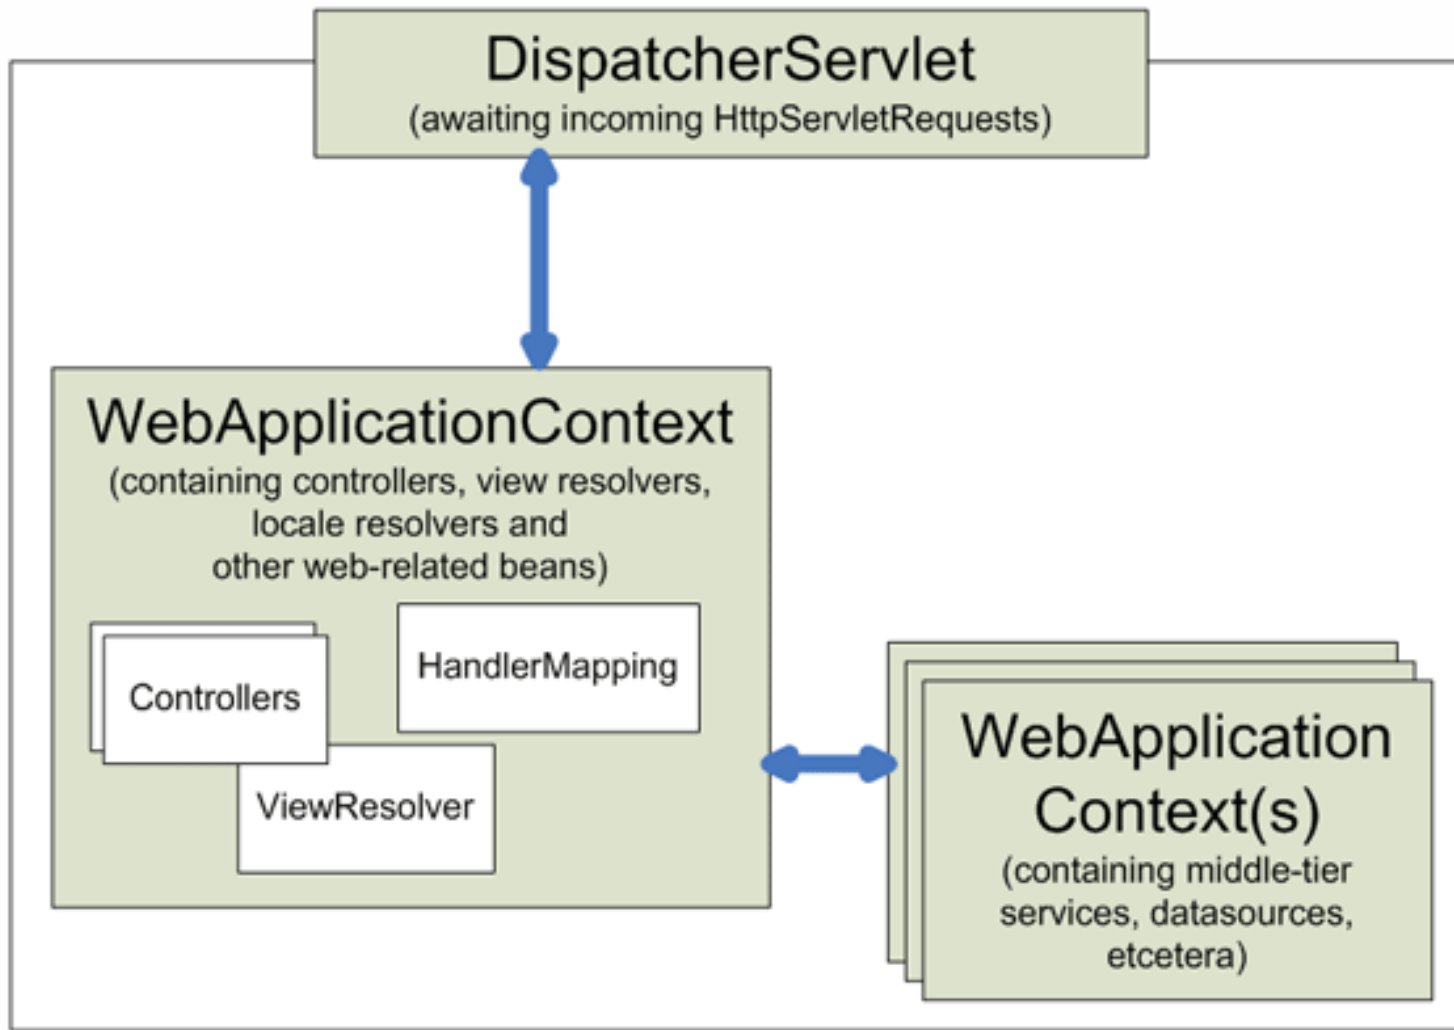 DispatcherServlet
(awaiting incoming HttpServletRequests)
WebApplicationContext
(containing controllers, view resolvers,
locale resolvers and
other web-related beans)
Controllers
HandlerMapping
ViewResolver
WebApplication
Context(s)
(containing middle-tier
services, datasources,
etcetera)